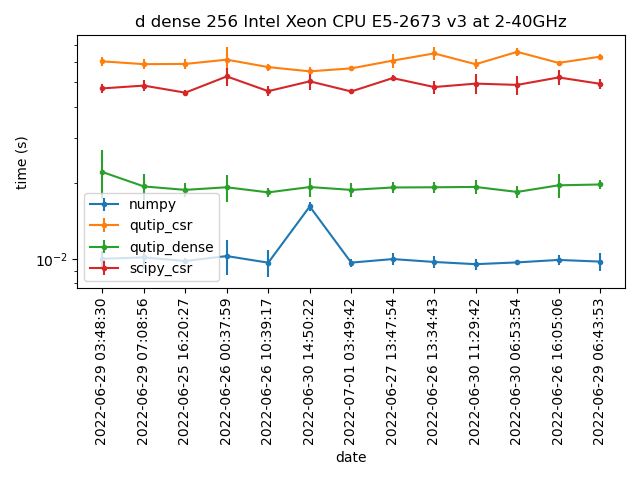 d dense 256 Intel Xeon CPU E5-2673 v3 at 2-40GHz
time (s)
10⁻²
numpy
qutip_csr
qutip_dense
scipy_csr
2022-06-29 03:48:30
2022-06-29 07:08:56
2022-06-25 16:20:27
2022-06-26 00:37:59
2022-06-26 10:39:17
2022-06-30 14:50:22
2022-07-01 03:49:42
2022-06-27 13:47:54
2022-06-26 13:34:43
2022-06-30 11:29:42
2022-06-30 06:53:54
2022-06-26 16:05:06
2022-06-29 06:43:53
date